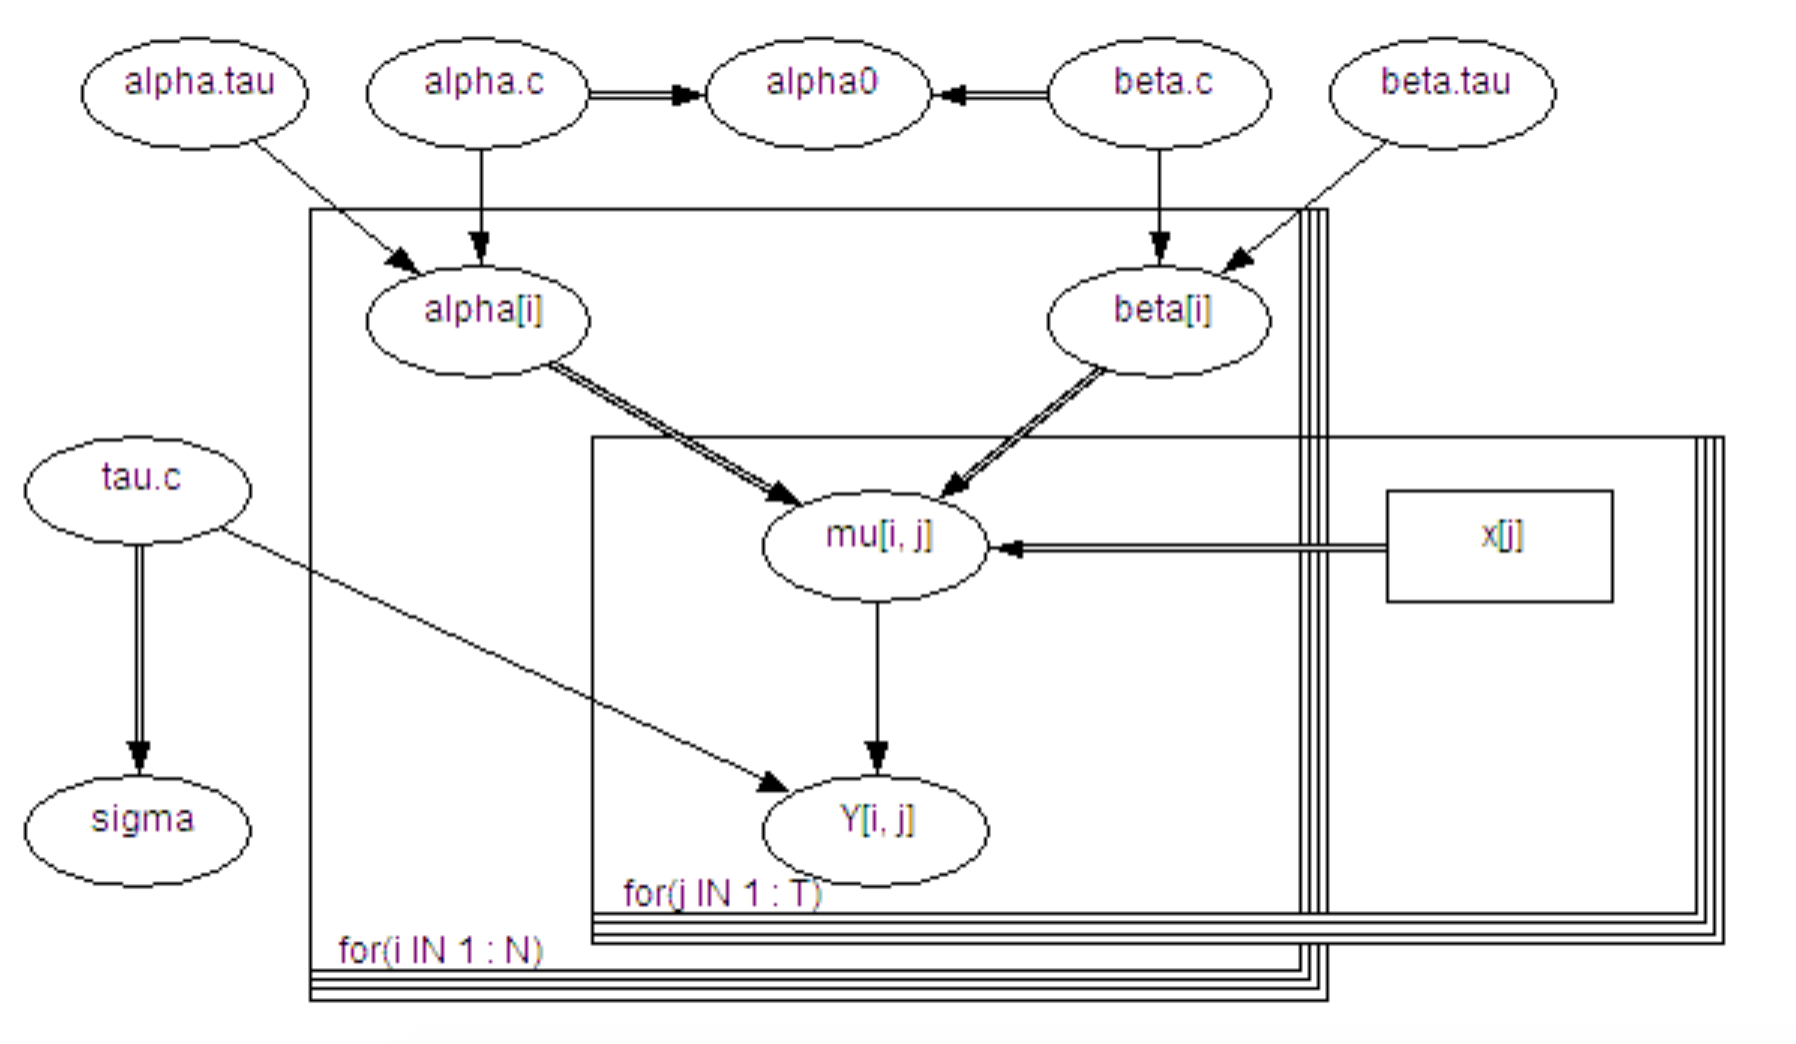 alpha.tau
alpha.c
alpha0
beta.c
beta.tau
alpha[i]
beta[i]
tau.c
mu[i, j]
x[j]
sigma
Y[i, j]
for(j IN 1 : T)
for(i IN 1 : N)